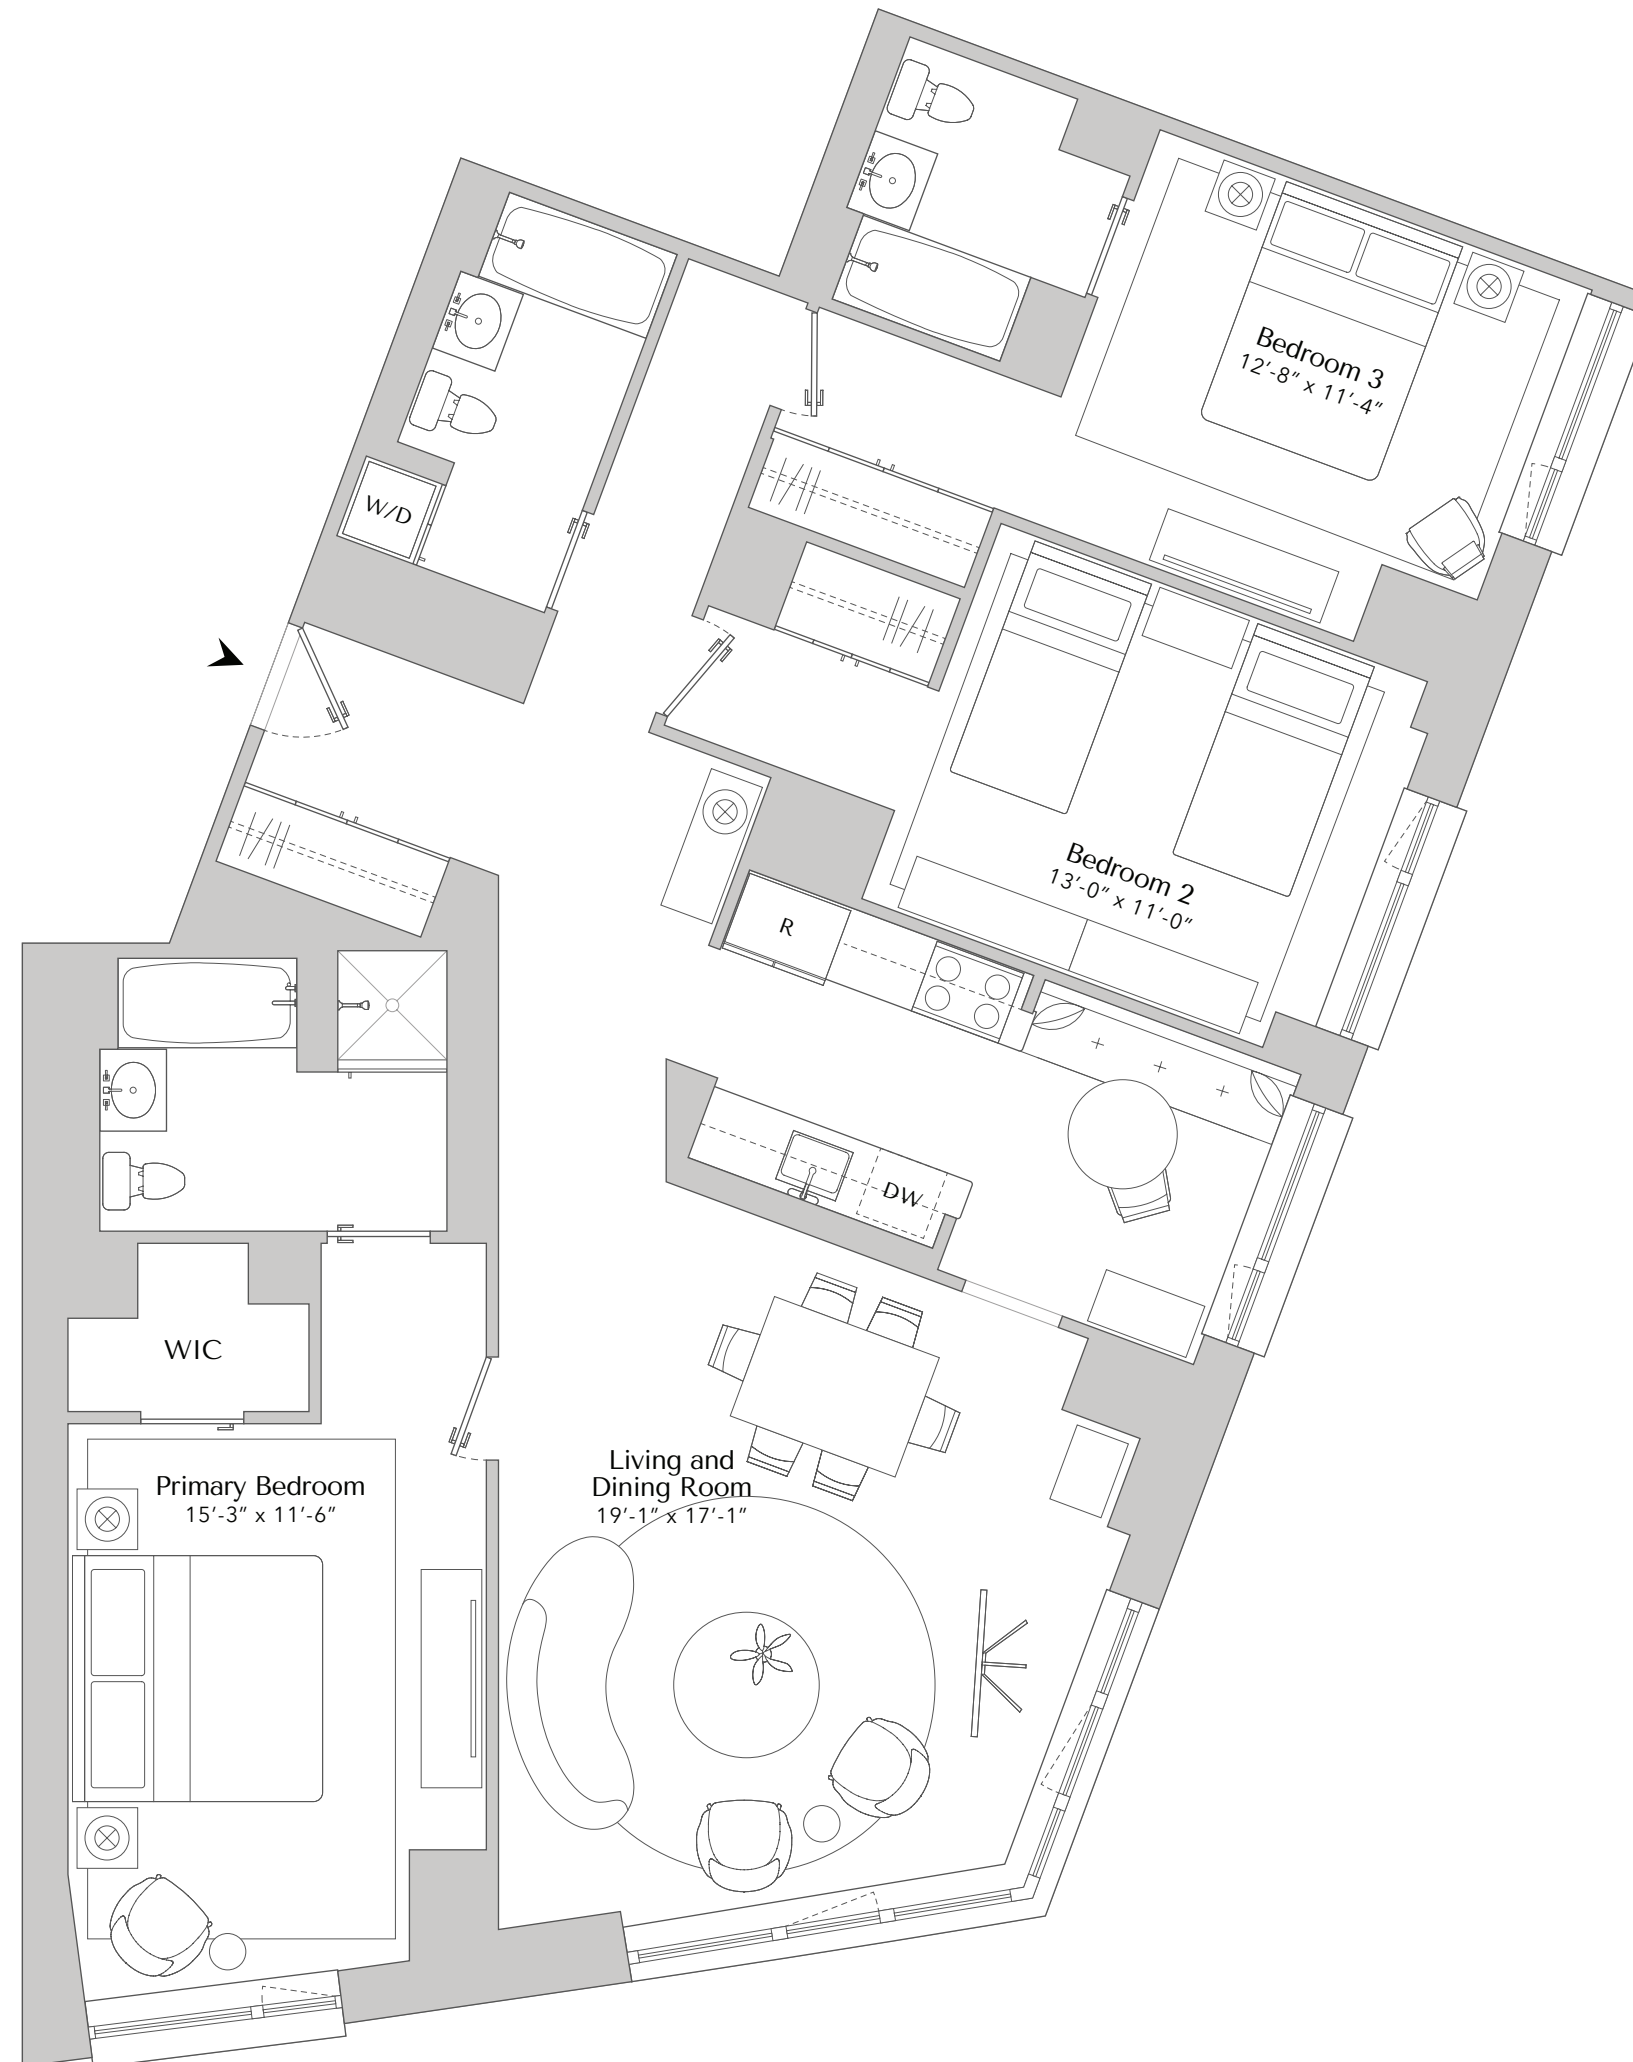 Bedroom 3
12'-8" x 11'-4"
W/D
Bedroom 2
13'-0" x 11'-0"
R
DW
WIC
Living and
Dining Room
19'-1" x 17'-1"
Primary Bedroom
15'-3" x 11'-6"